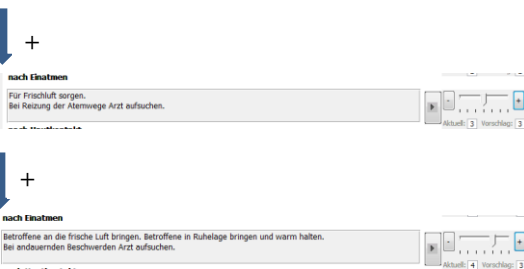 +
nach Einatmen
Für Frischluft sorgen.
Bei Reizung der Atemwege Arzt aufsuchen.
- +
Aktuell: 3 Vorschlag: 3
nach Hautkontakt
+
nach Einatmen
Betroffene an die frische Luft bringen. Betroffene in Ruhelage bringen und warm halten.
Bei andauernden Beschwerden Arzt aufsuchen.
- +
Aktuell: 4 Vorschlag: 3